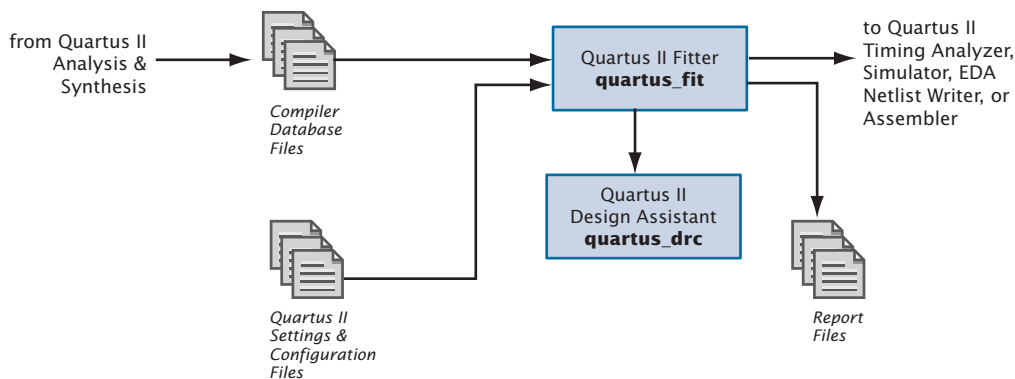 from Quartus II
Analysis &
Synthesis
Compiler
Database
Files
Quartus II Fitter
quartus_fit
to Quartus II
Timing Analyzer,
Simulator, EDA
Netlist Writer, or
Assembler
Quartus II
Design Assistant
quartus_drc
Quartus II
Settings &
Configuration
Files
Report
Files